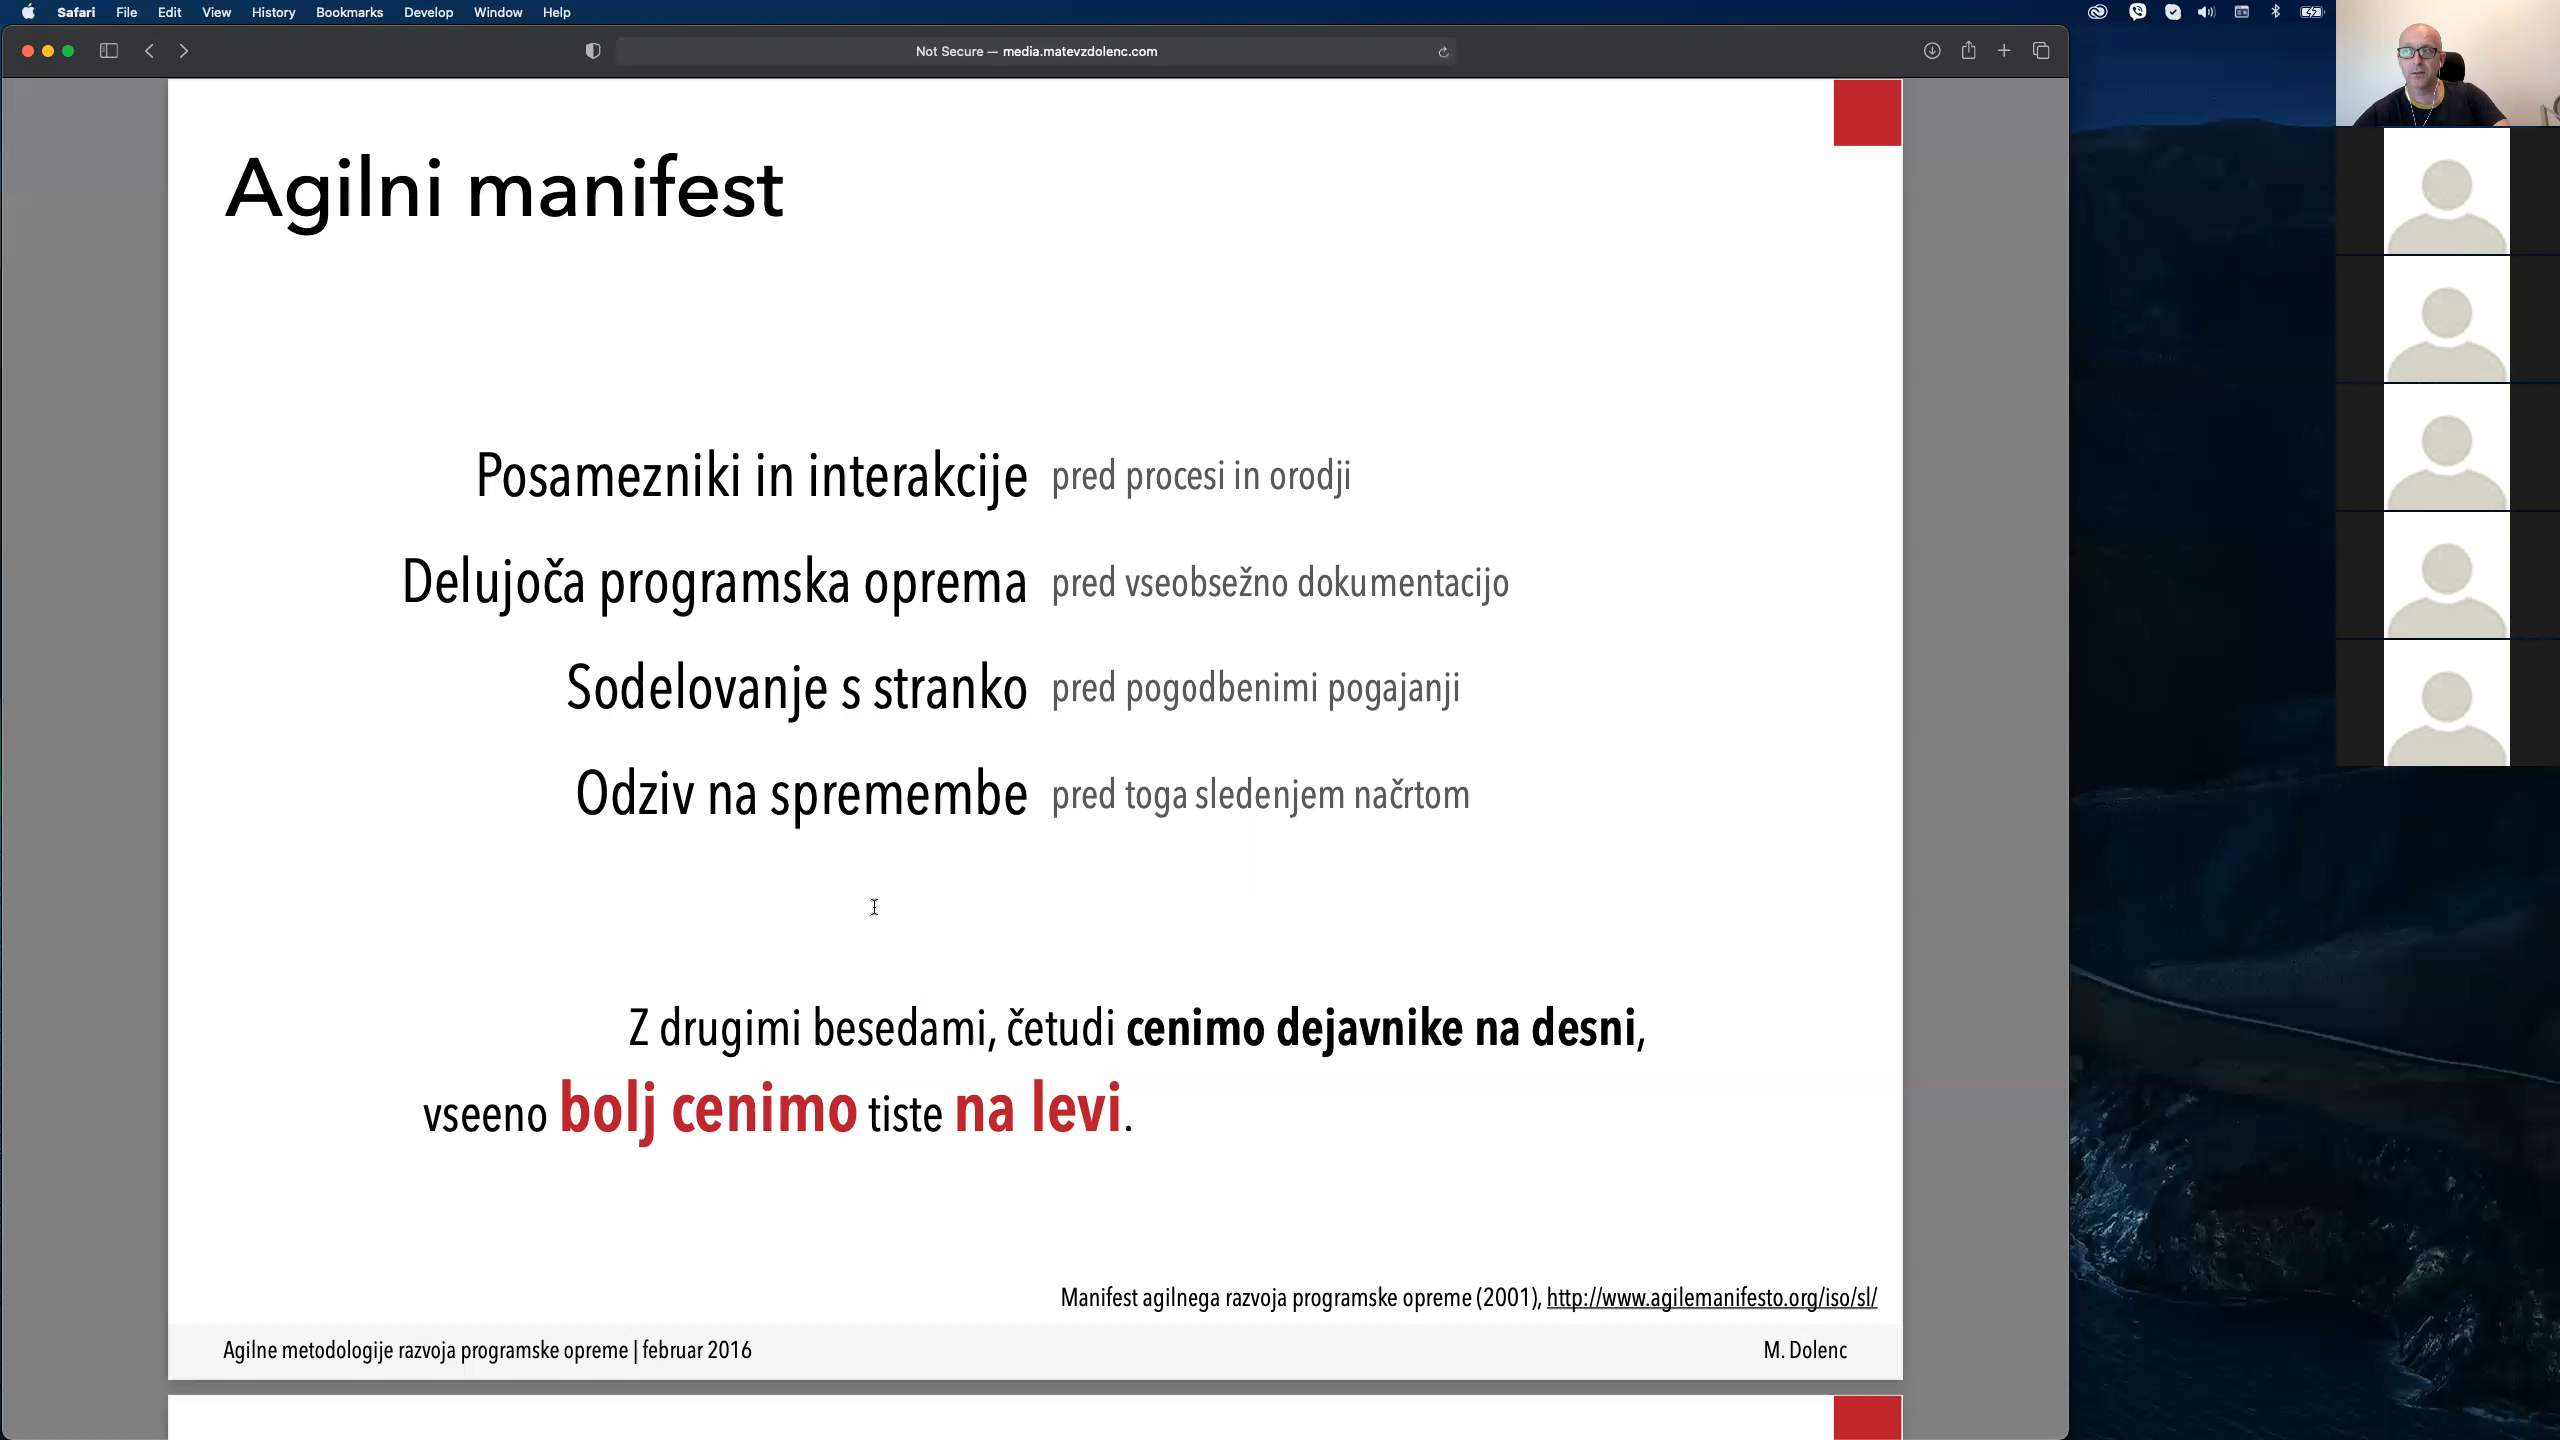 Safari File Edit View History Bookmarks Develop Window Help
Not Secure — media.matevzdolenc.com
Agilni manifest
Posamezniki in interakcije pred procesi in orodji
Delujoča programska oprema pred vseobsežno dokumentacijo
Sodelovanje s stranko pred pogodbenimi pogajanji
Odziv na spremembe pred toga sledenjem načrtom
Z drugimi besedami, četudi cenimo dejavnike na desni,
vseeno bolj cenimo tiste na levi.
Manifest agilnega razvoja programske opreme (2001), http://www.agilemanifesto.org/iso/sl/
Agilne metodologije razvoja programske opreme | februar 2016 M. Dolenc